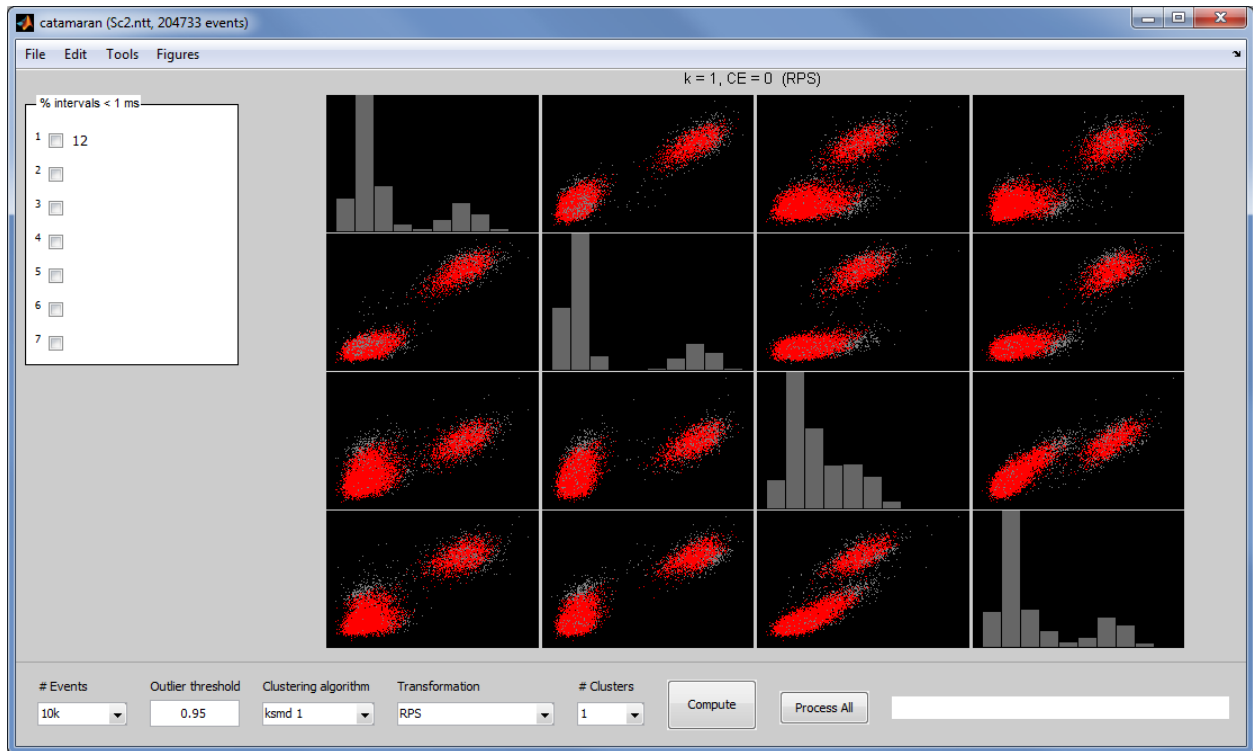 catamaran (Sc2.ntt, 204733 events)
File Edit Tools Figures
k = 1, CE = 0 (RPS)
% intervals < 1 ms
1 12
2
3
4
5
6
7
# Events Outlier threshold Clustering algorithm Transformation # Clusters
10k 0.95 ksmd 1 RPS 1 Compute Process All